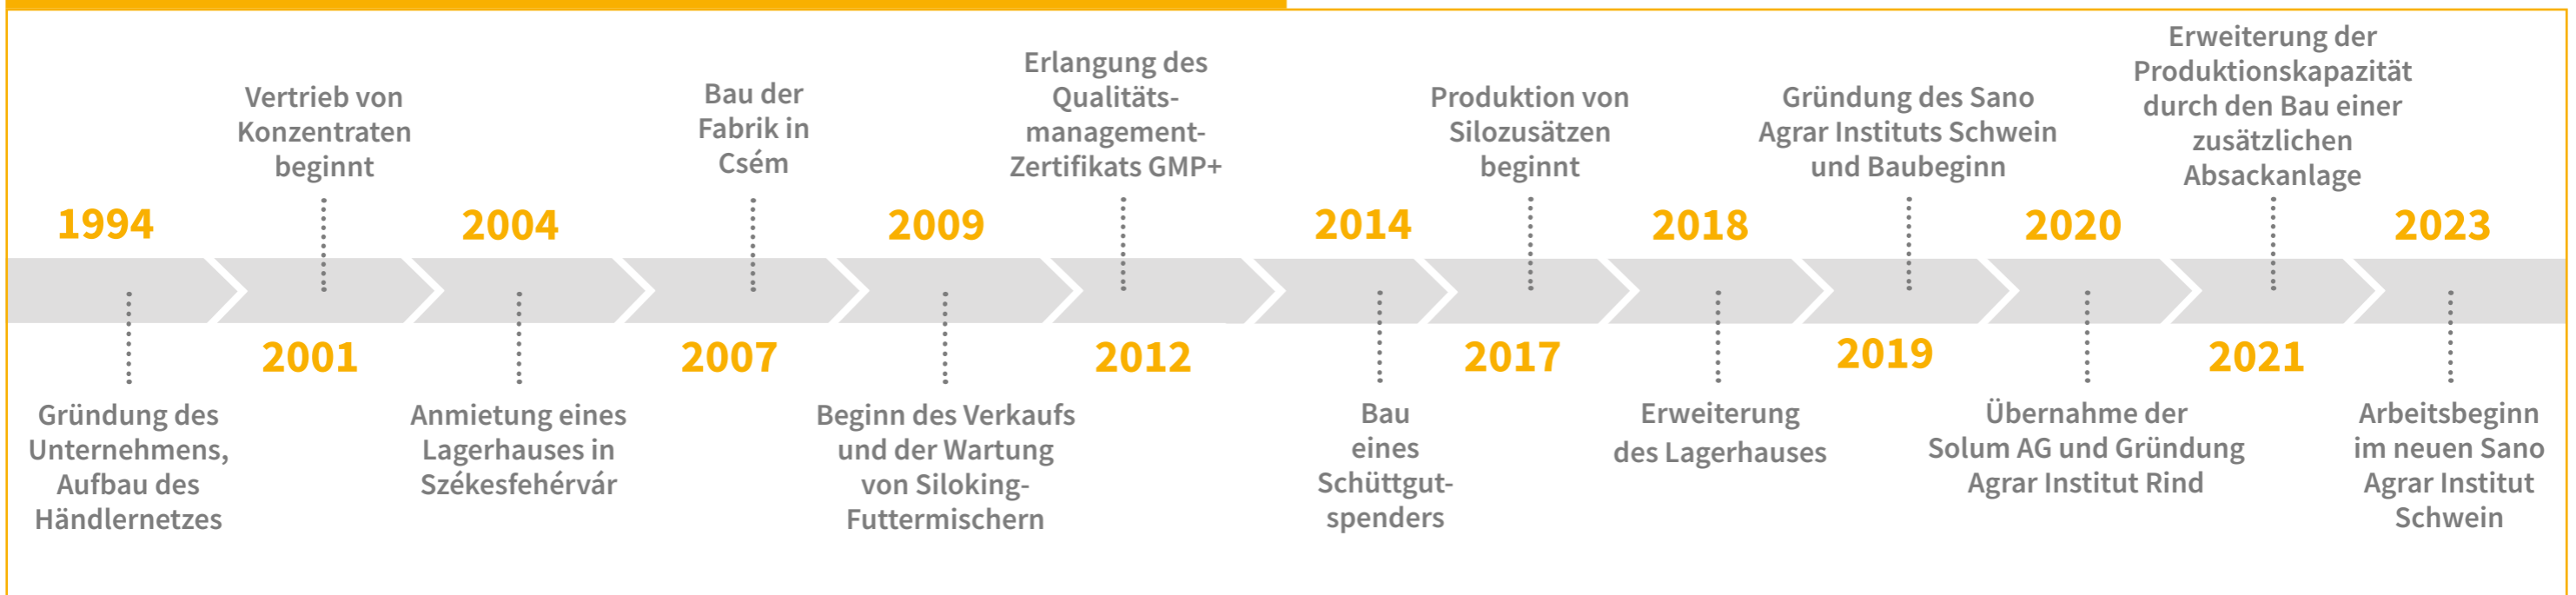 1994
Gründung des
Unternehmens,
Aufbau des
Händlernetzes
Vertrieb von
Konzentraten
beginnt
2001
2004
Anmietung eines
Lagerhauses in
Székesfehérvár
Bau der
Fabrik in
Csém
2007
2009
Beginn des Verkaufs
und der Wartung
von Siloking-
Futtermischern
Erlangung des
Qualitäts-
management-
Zertifikats GMP+
2012
2014
Bau
eines
Schüttgut-
spenders
Produktion von
Silozusätzen
beginnt
2017
2018
Erweiterung
des Lagerhauses
Gründung des Sano
Agrar Instituts Schwein
und Baubeginn
2019
2020
Übernahme der
Solum AG und Gründung
Agrar Institut Rind
Erweiterung der
Produktionskapazität
durch den Bau einer
zusätzlichen
Absackanlage
2021
2023
Arbeitsbeginn
im neuen Sano
Agrar Institut
Schwein